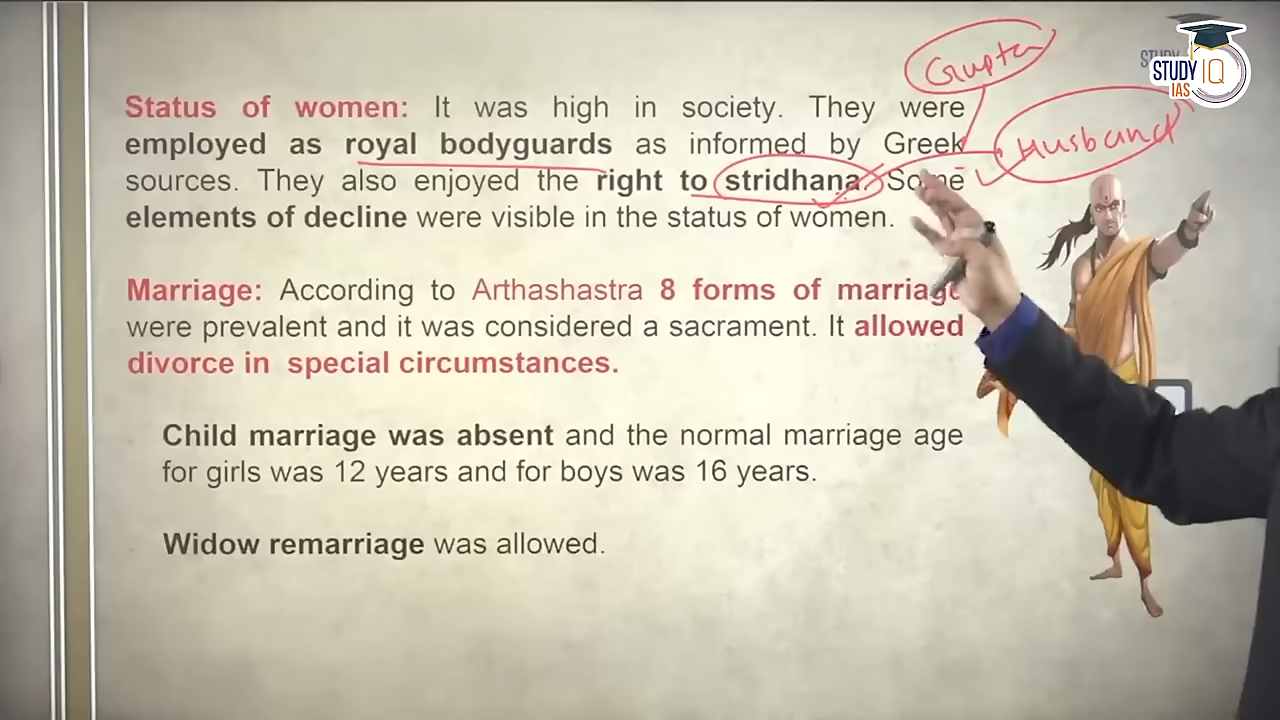 Gupta
STUDY IQ
IAS
Status of women: It was high in society. They were
Husband
employed as royal bodyguards as informed by Greek
sources. They also enjoyed the right to stridhana. Some
elements of decline were visible in the status of women.
Marriage: According to Arthashastra 8 forms of marriage
were prevalent and it was considered a sacrament. It allowed
divorce in special circumstances.
Child marriage was absent and the normal marriage age
for girls was 12 years and for boys was 16 years.
Widow remarriage was allowed.